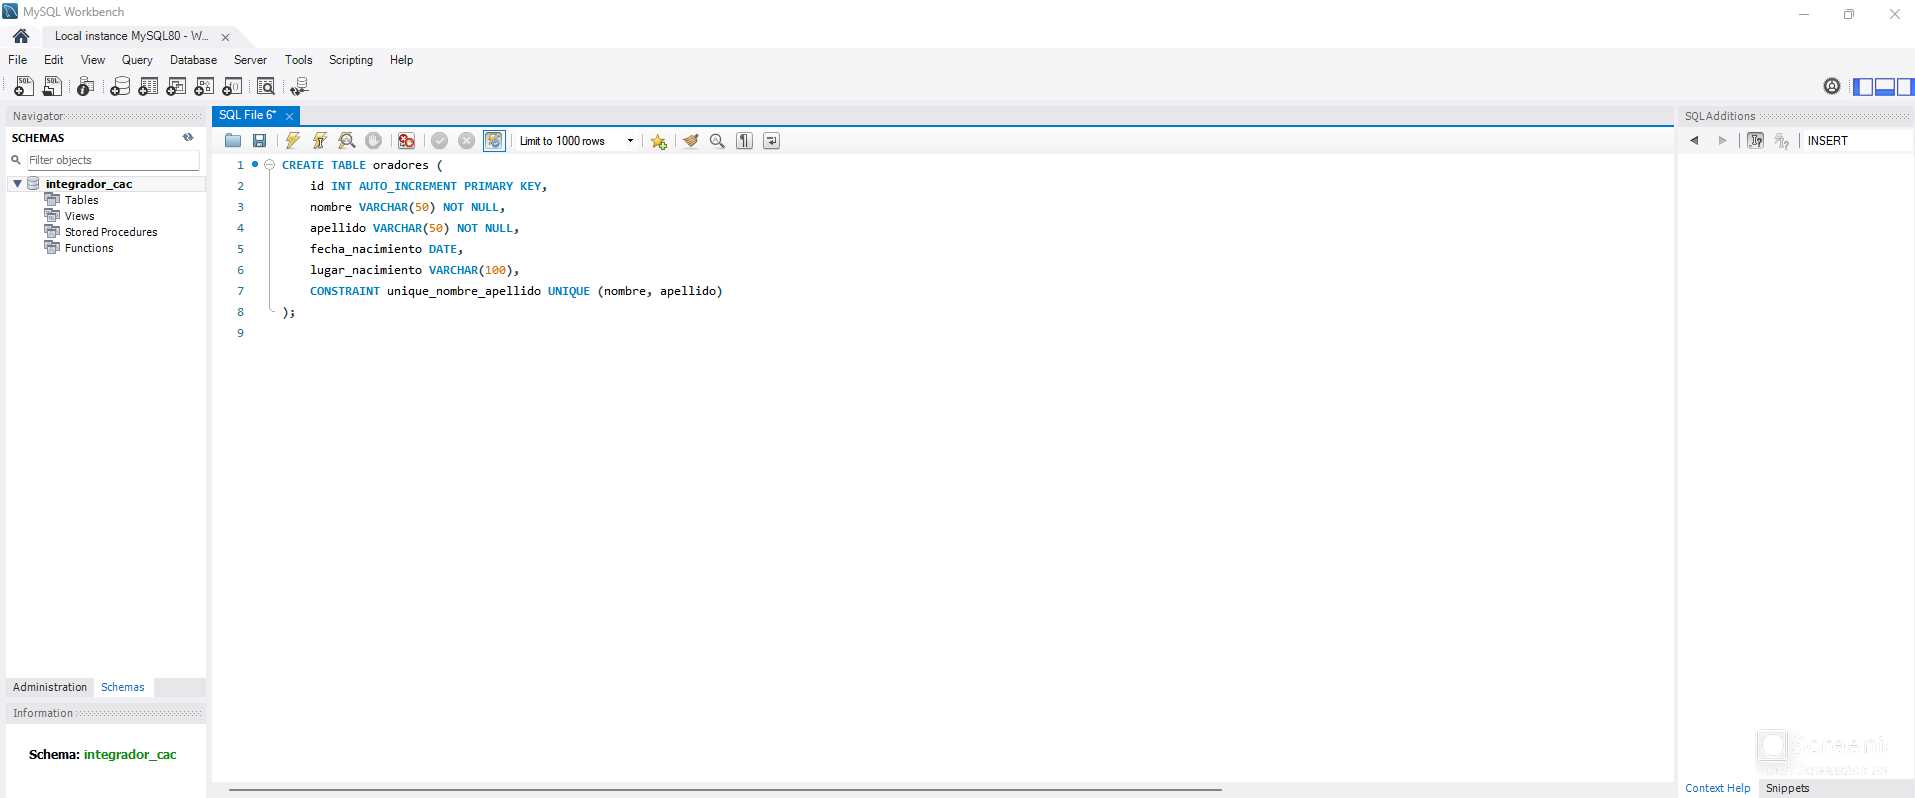 MySQL Workbench
Local instance MySQL80 - W...
File Edit View Query Database Server Tools Scripting Help
Navigator
SCHEMAS
Filter objects
integrador_cac
Tables
Views
Stored Procedures
Functions
Administration Schemas
Information
Schema: integrador_cac
SQL File 6*
Limit to 1000 rows
1 CREATE TABLE oradores (
2 id INT AUTO_INCREMENT PRIMARY KEY,
3 nombre VARCHAR(50) NOT NULL,
4 apellido VARCHAR(50) NOT NULL,
5 fecha_nacimiento DATE,
6 lugar_nacimiento VARCHAR(100),
7 CONSTRAINT unique_nombre_apellido UNIQUE (nombre, apellido)
8 );
9
SQLAdditions
INSERT
Context Help Snippets